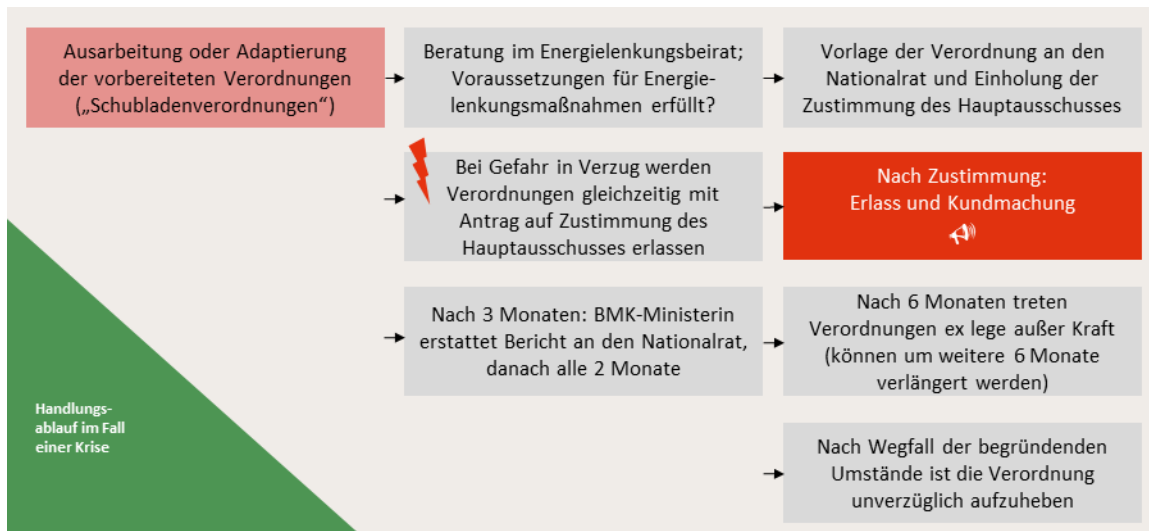 Ausarbeitung oder Adaptierung
der vorbereiteten Verordnungen
(„Schubladenverordnungen“)
Beratung im Energielenkungsbeirat;
Voraussetzungen für Energie-
lenkungsmaßnahmen erfüllt?
Vorlage der Verordnung an den
Nationalrat und Einholung der
Zustimmung des Hauptausschusses
Bei Gefahr in Verzug werden
Verordnungen gleichzeitig mit
Antrag auf Zustimmung des
Hauptausschusses erlassen
Nach Zustimmung:
Erlass und Kundmachung
Nach 3 Monaten: BMK-Ministerin
erstattet Bericht an den Nationalrat,
danach alle 2 Monate
Nach 6 Monaten treten
Verordnungen ex lege außer Kraft
(können um weitere 6 Monate
verlängert werden)
Handlungs-
ablauf im Fall
einer Krise
Nach Wegfall der begründenden
Umstände ist die Verordnung
unverzüglich aufzuheben